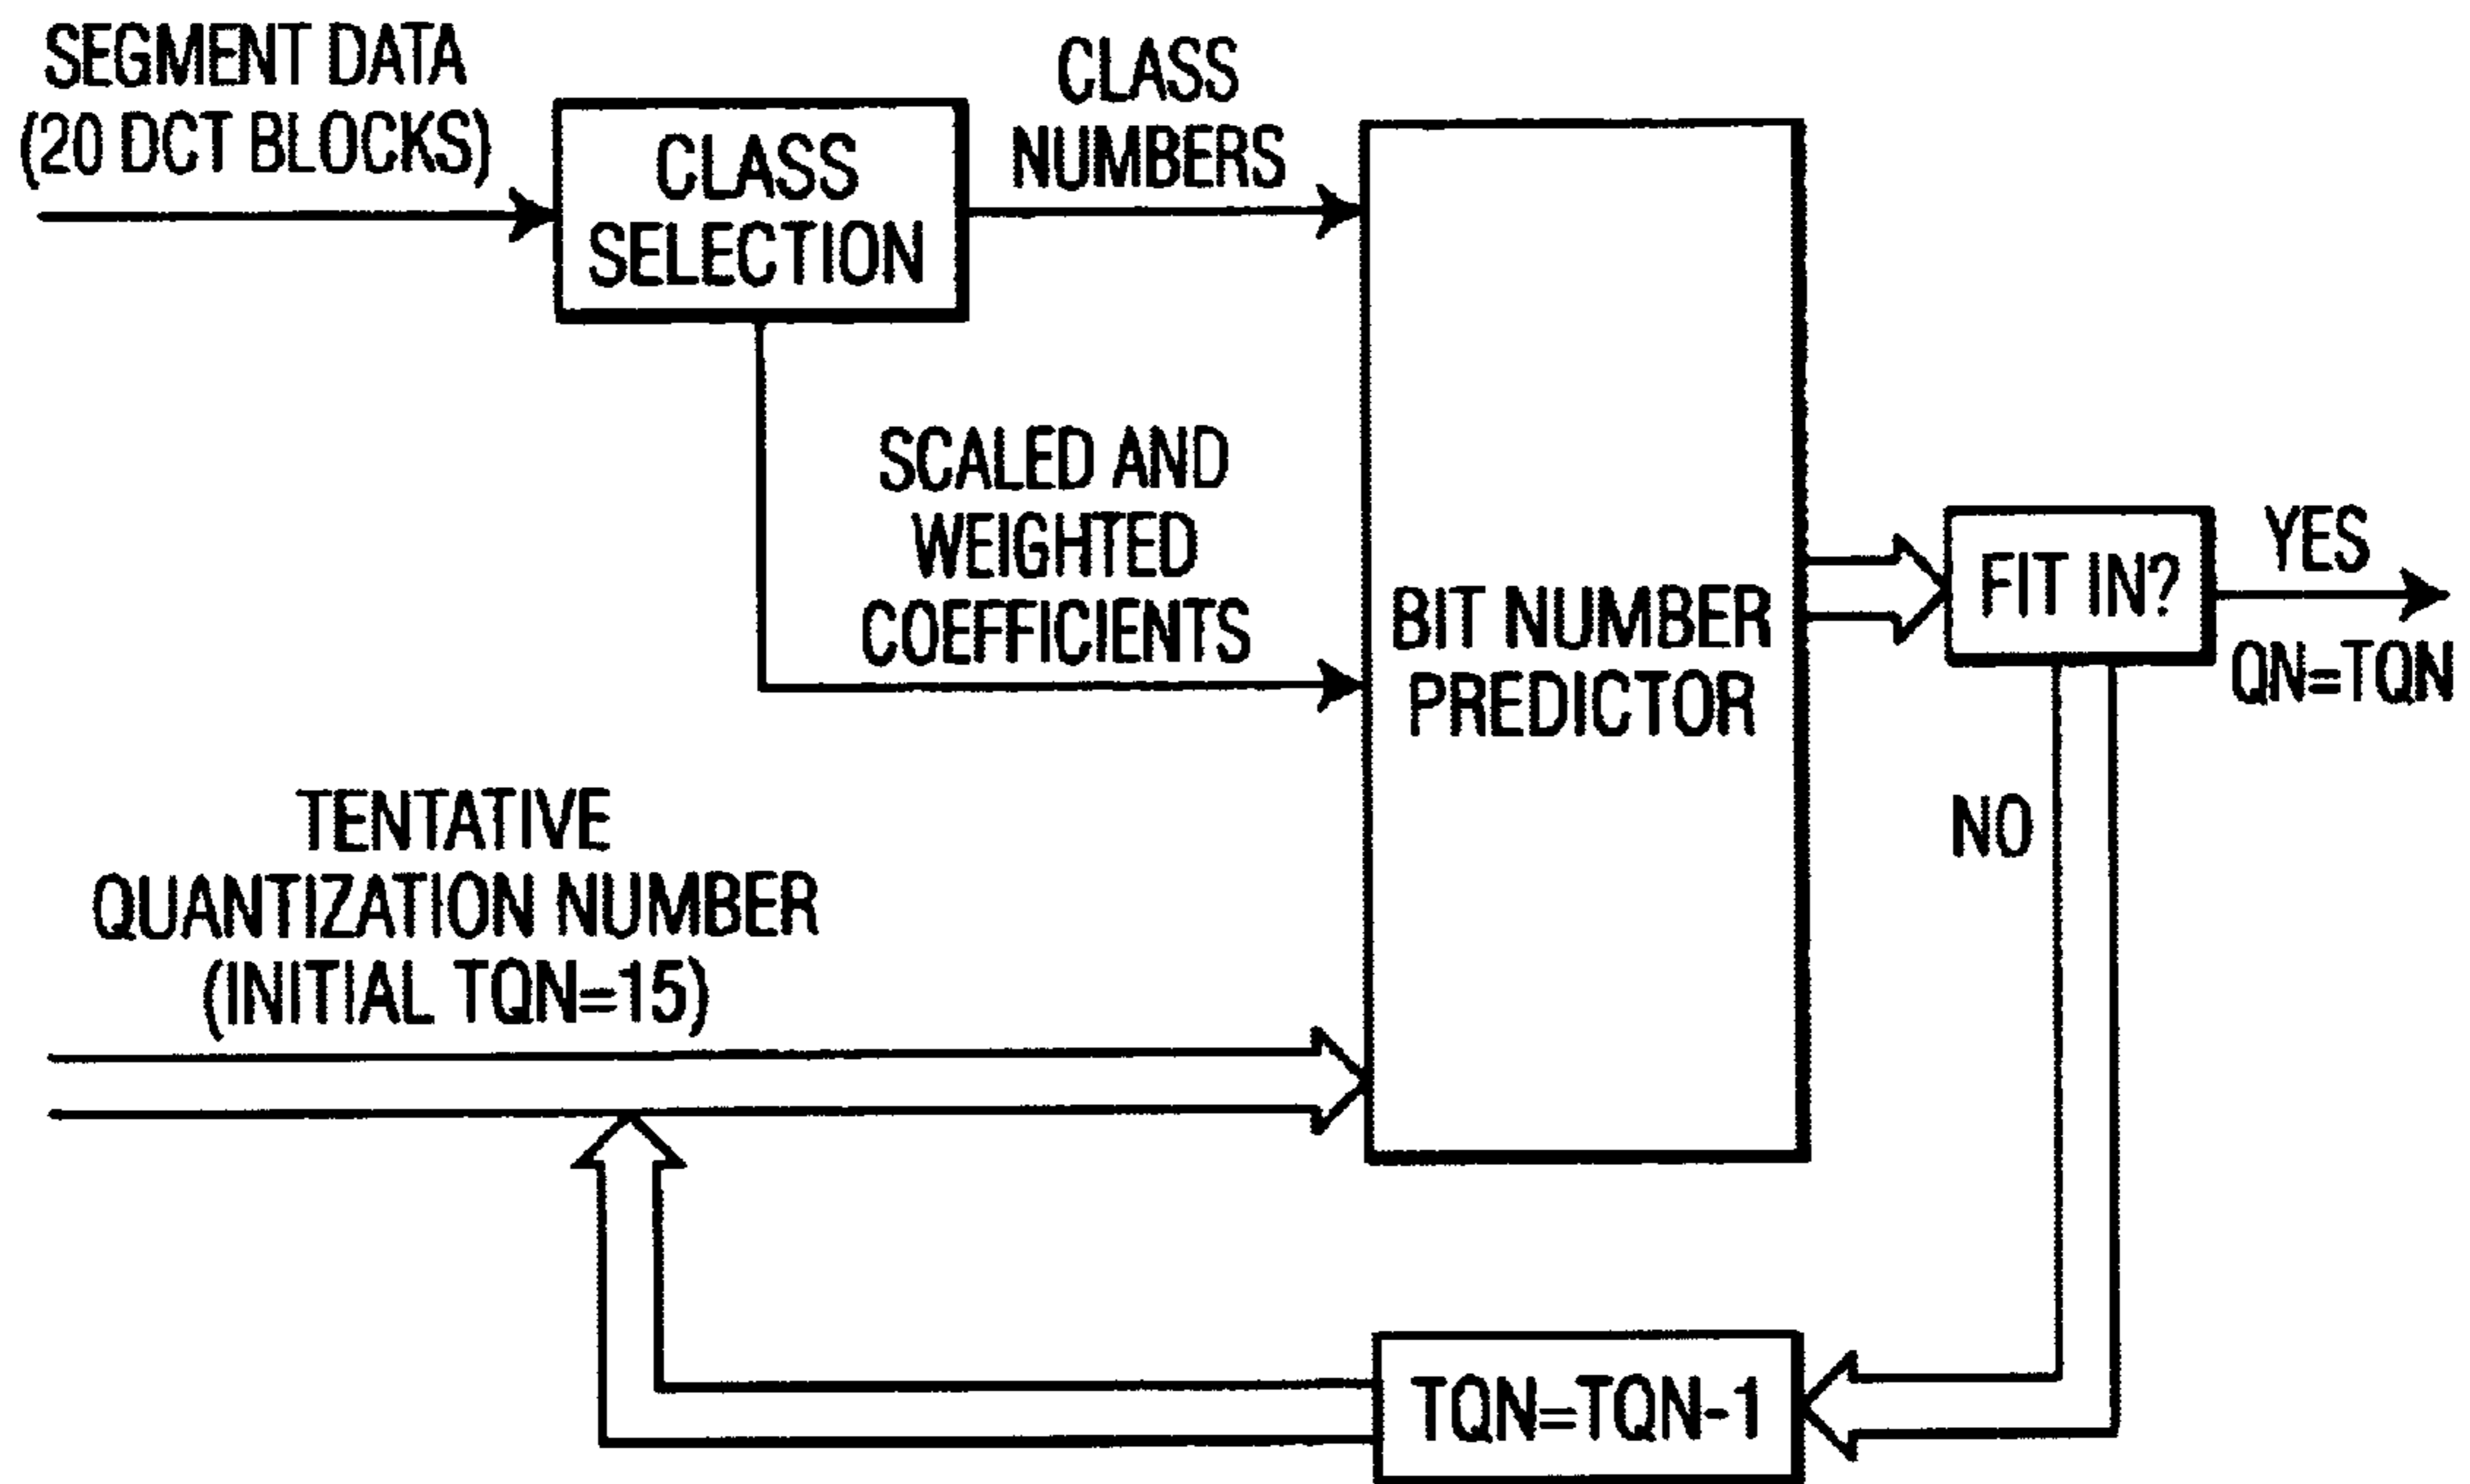 SEGMENT DATA
(20 DCT BLOCKS)
CLASS
SELECTION
CLASS
NUMBERS
SCALED AND
WEIGHTED
COEFFICIENTS
BIT NUMBER
PREDICTOR
FIT IN?
YES
QN=TQN
NO
TENTATIVE
QUANTIZATION NUMBER
(INITIAL TQN=15)
TQN=TQN-1